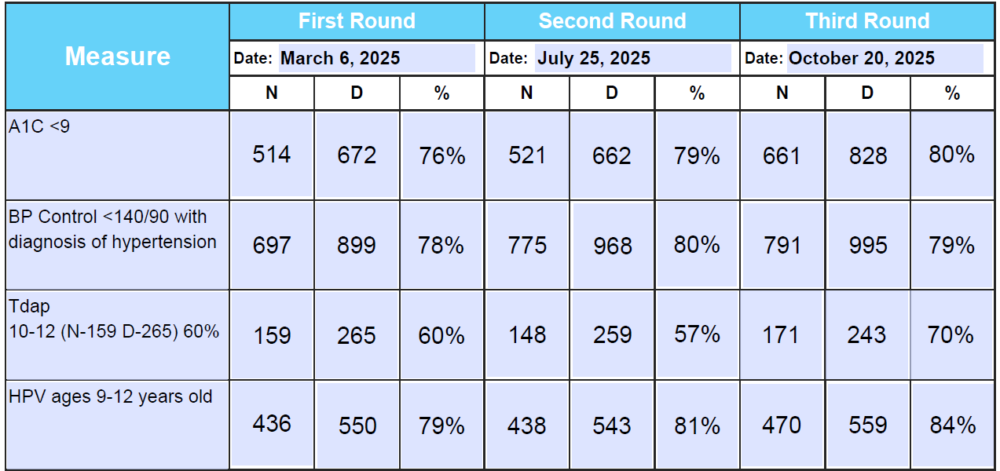 Measure First Round Second Round Third Round
Date: March 6, 2025 Date: July 25, 2025 Date: October 20, 2025
N D % N D % N D %
A1C <9 514 672 76% 521 662 79% 661 828 80%
BP Control <140/90 with
diagnosis of hypertension 697 899 78% 775 968 80% 791 995 79%
Tdap
10-12 (N-159 D-265) 60% 159 265 60% 148 259 57% 171 243 70%
HPV ages 9-12 years old 436 550 79% 438 543 81% 470 559 84%